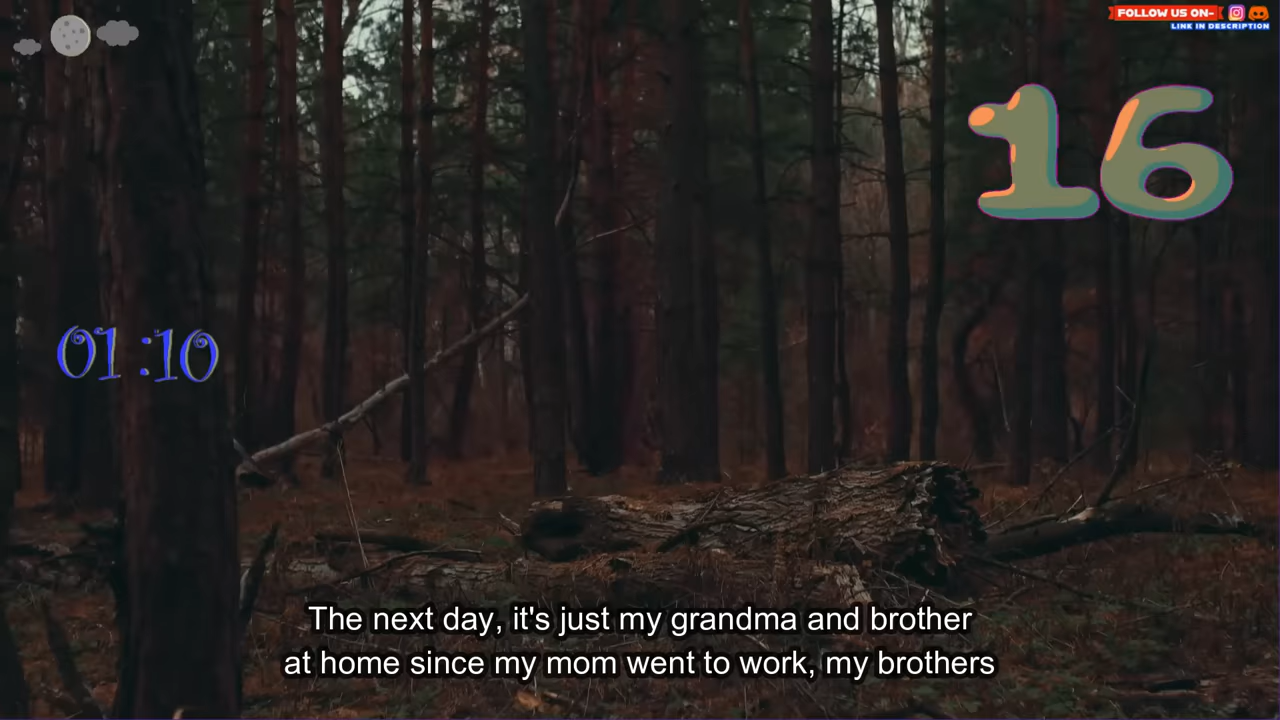 FOLLOW US ON-
LINK IN DESCRIPTION
16
01:10
The next day, it's just my grandma and brother
at home since my mom went to work, my brothers